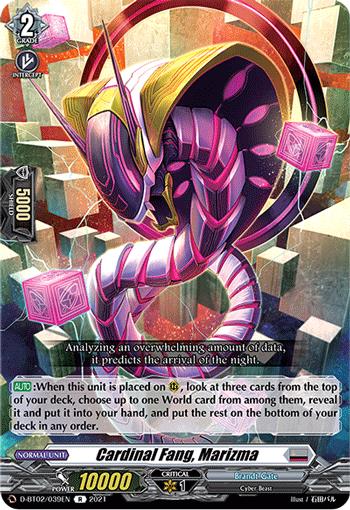 2
GRADE
INTERCEPT
5000
SHIELD
Analyzing an overwhelming amount of data,
it predicts the arrival of the night.
AUTO :When this unit is placed on , look at three cards from the top
of your deck, choose up to one World card from among them, reveal
it and put it into your hand, and put the rest on the bottom of your
deck in any order.
NORMAL UNIT
Cardinal Fang, Marizma
POWER 10000
CRITICAL
1
Brandt Gate
Cyber Beast
D-BT02/039EN R 2021
Illust / 石田バル